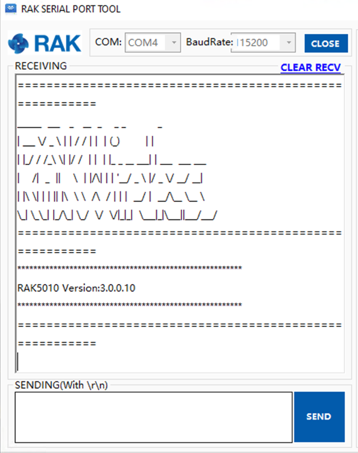 RAK SERIAL PORT TOOL
RAK COM: COM4 BaudRate: 115200 CLOSE
RECEIVING CLEAR RECV
==========================================
===========
==========================================
===========
******************************************************
RAK5010 Version:3.0.0.10
******************************************************
==========================================
===========
SENDING(With \r\n)
SEND